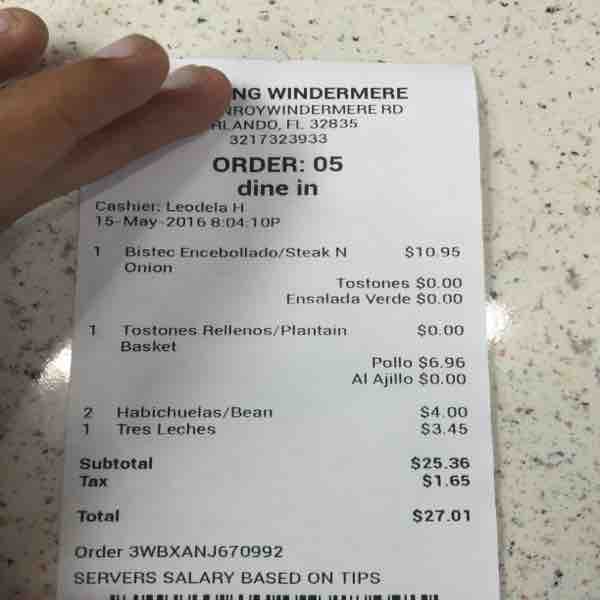 NG WINDERMERE
NROYWINDERMERE RD
RLANDO, FL 32835
3217323933
ORDER: 05
dine in
Cashier: Leodela H
15-May-2016 8:04:10P
1 Bistec Encebollado/Steak N $10.95
Onion
Tostones $0.00
Ensalada Verde $0.00
1 Tostones Rellenos/Plantain $0.00
Basket
Pollo $6.96
Al Ajillo $0.00
2 Habichuelas/Bean $4.00
1 Tres Leches $3.45
Subtotal $25.36
Tax $1.65
Total $27.01
Order 3WBXANJ670992
SERVERS SALARY BASED ON TIPS